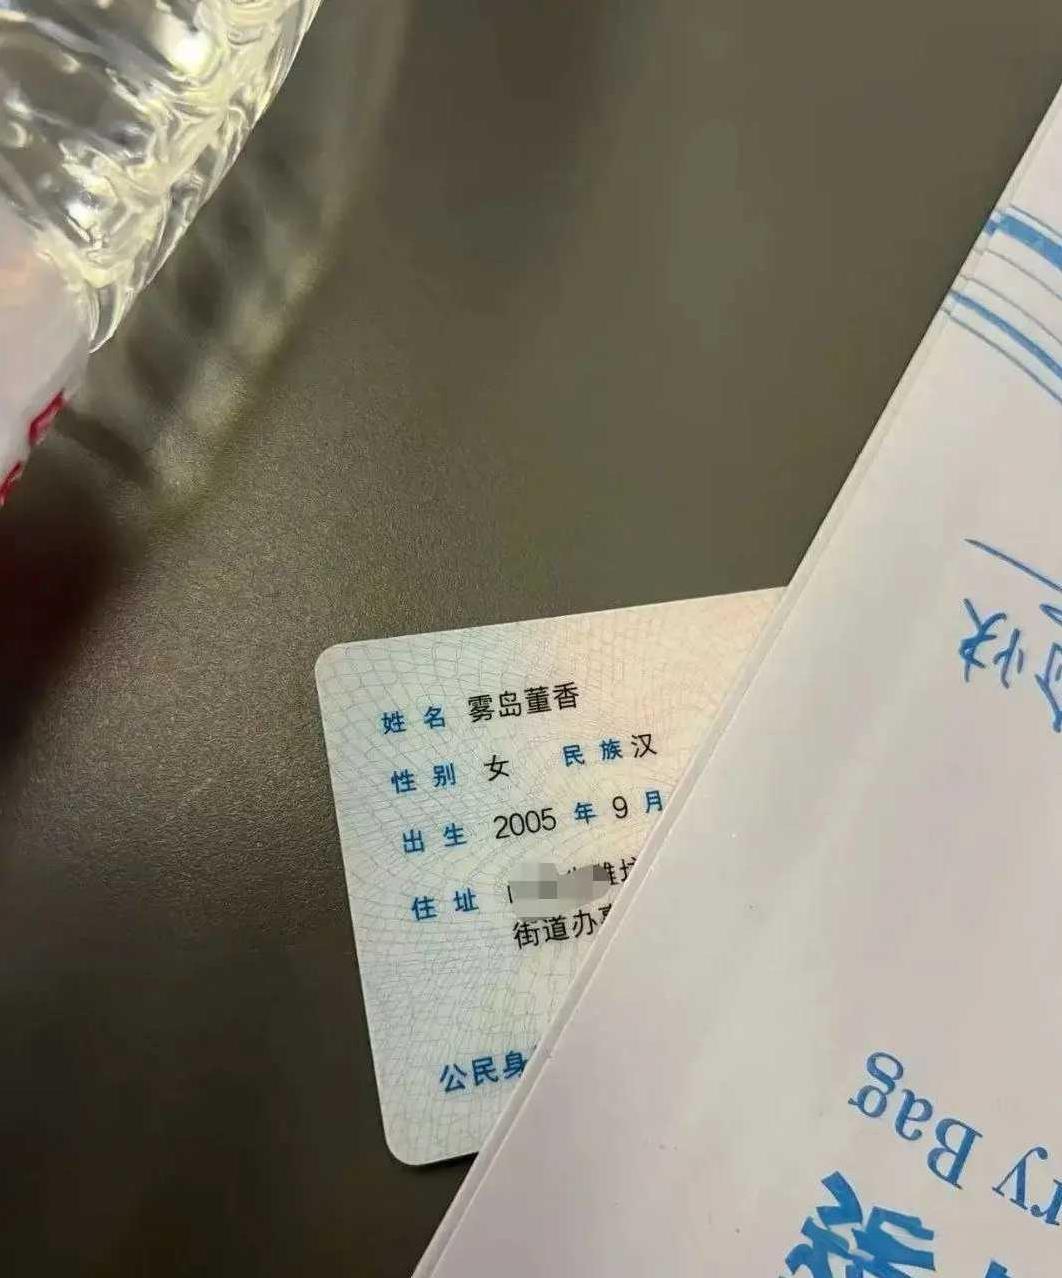 姓名 雾岛董香
性别 女 民族 汉
出生 2005 年 9 月
住址
街道办
公民身
ry Bag